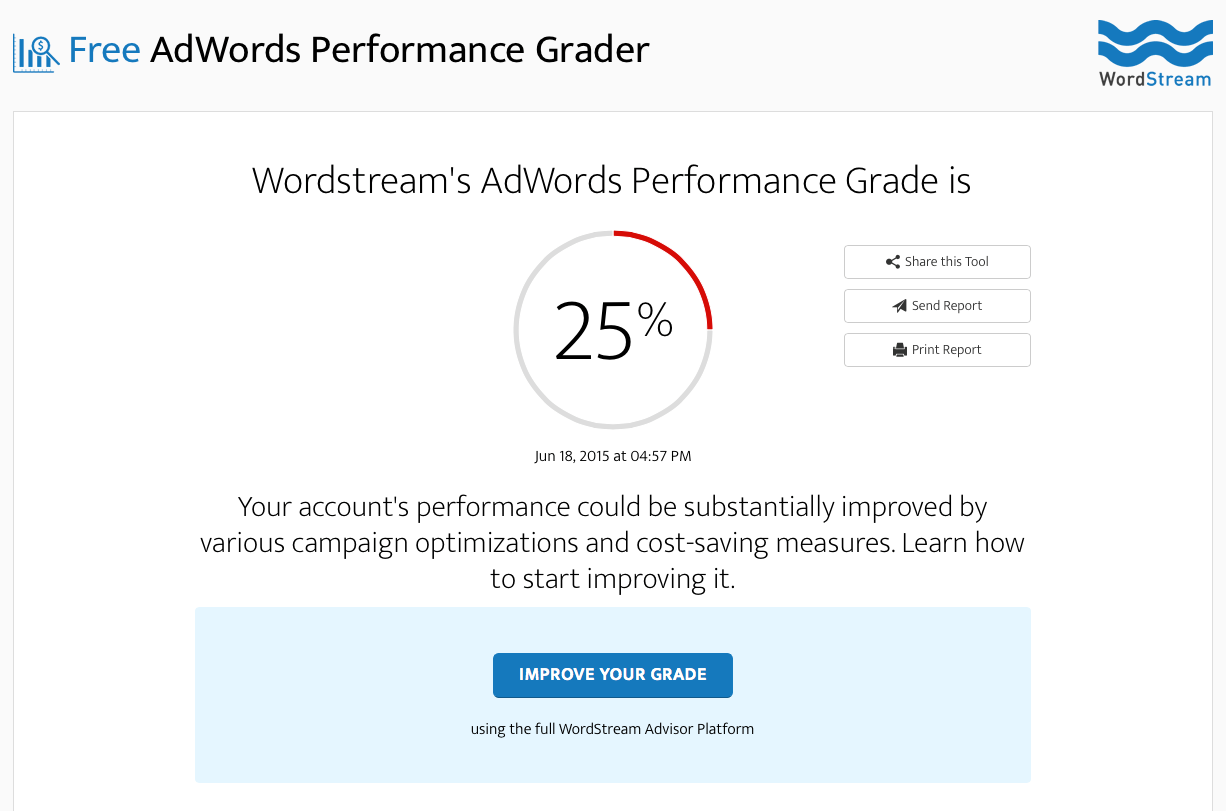 Free AdWords Performance Grader
WordStream
Wordstream's AdWords Performance Grade is
25%
Share this Tool
Send Report
Print Report
Jun 18, 2015 at 04:57 PM
Your account's performance could be substantially improved by
various campaign optimizations and cost-saving measures. Learn how
to start improving it.
IMPROVE YOUR GRADE
using the full WordStream Advisor Platform